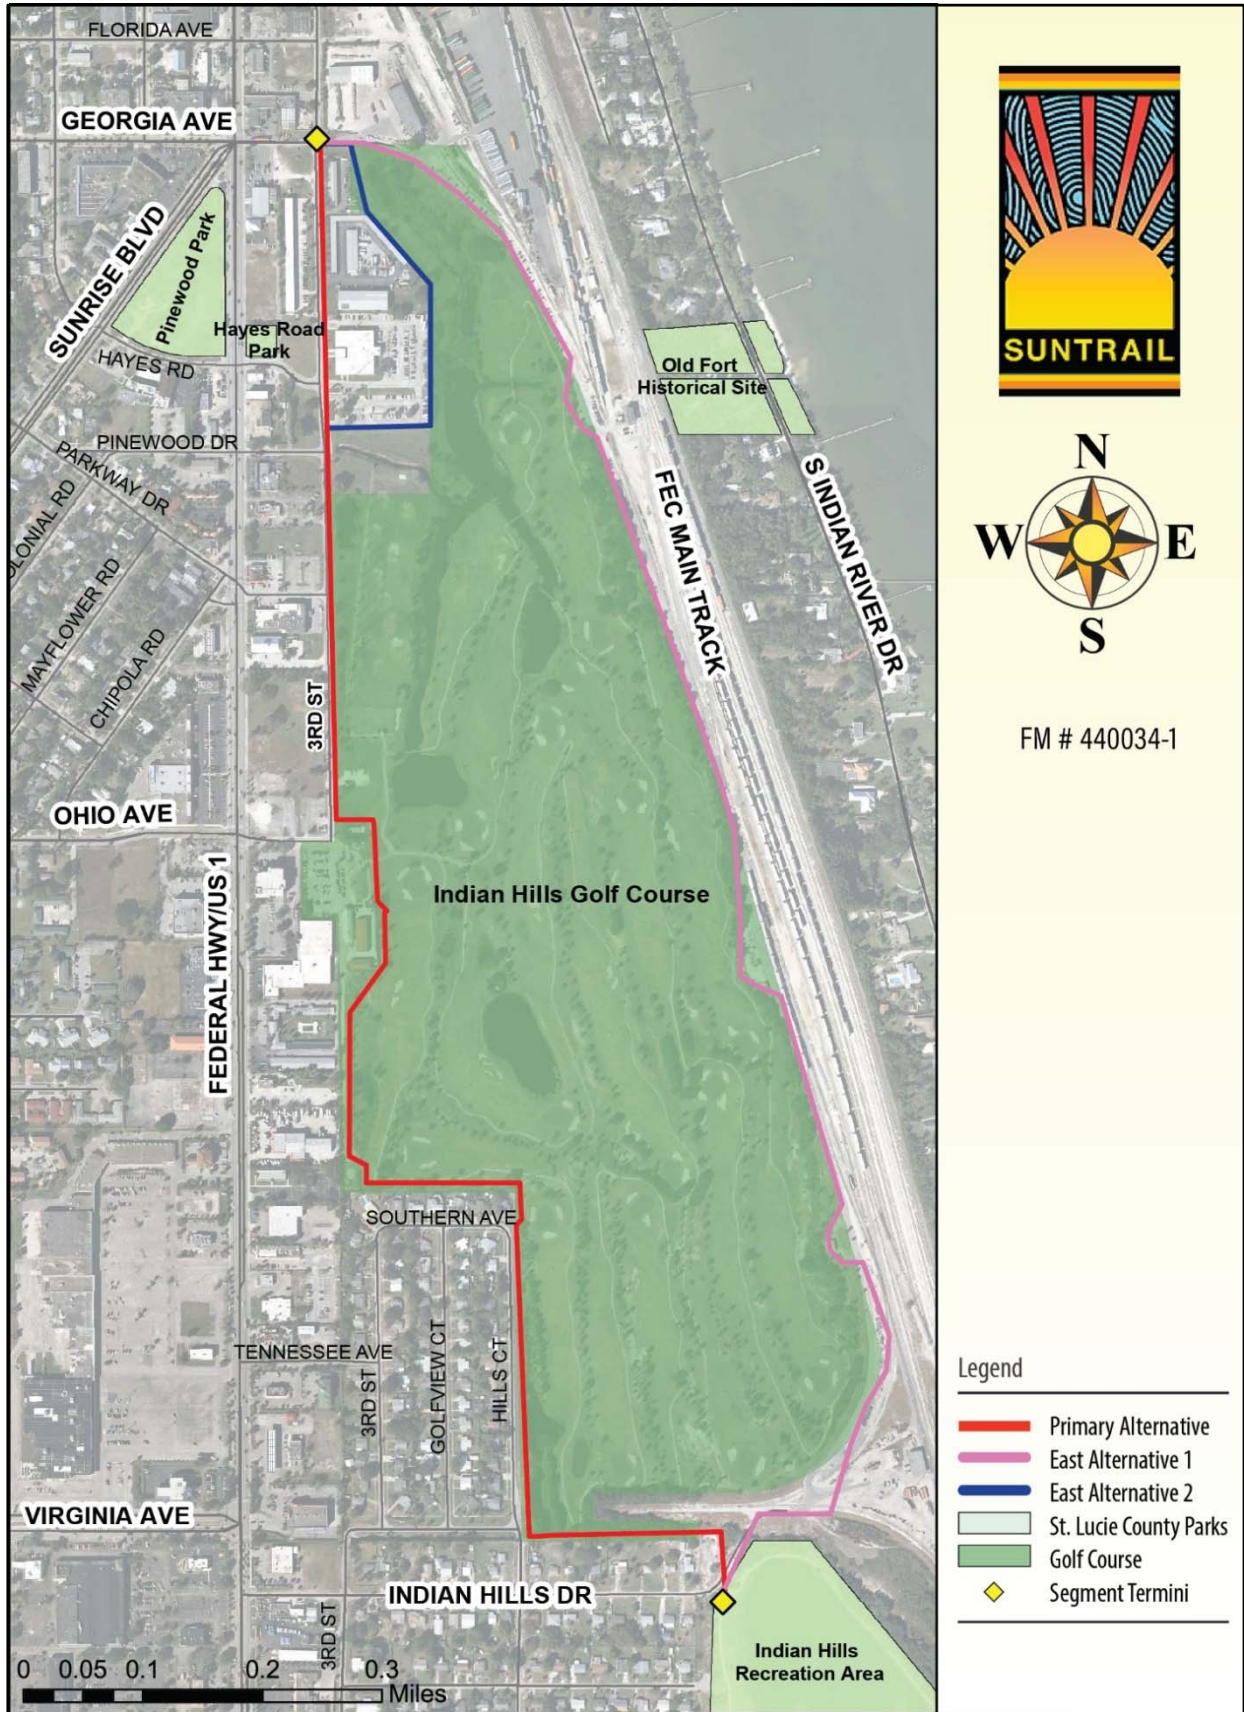 FLORIDA AVE
GEORGIA AVE
SUNRISE BLVD
Pinewood Park
Hayes Road
Park
HAYES RD
PINEWOOD DR
PARKWAY DR
OLONIAL RD
MAYFLOWER RD
CHIPOLA RD
3RD ST
OHIO AVE
FEDERAL HWY/US 1
Old Fort
Historical Site
FEC MAIN TRACK
S INDIAN RIVER DR
Indian Hills Golf Course
SOUTHERN AVE
TENNESSEE AVE
3RD ST
GOLFVIEW CT
HILLS CT
VIRGINIA AVE
INDIAN HILLS DR
3RD ST
Indian Hills
Recreation Area
0 0.05 0.1 0.2 0.3
Miles
SUNTRAIL
N
W E
S
FM # 440034-1
Legend
Primary Alternative
East Alternative 1
East Alternative 2
St. Lucie County Parks
Golf Course
Segment Termini